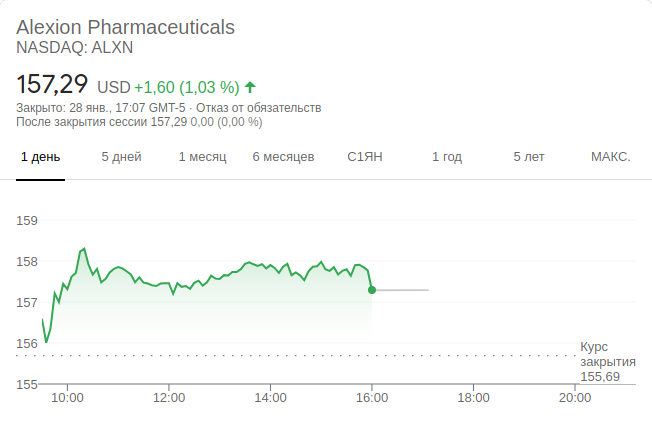 Alexion Pharmaceuticals
NASDAQ: ALXN
157,29 USD +1,60 (1,03 %)
Закрыто: 28 янв., 17:07 GMT-5 · Отказ от обязательств
После закрытия сессии 157,29 0,00 (0,00 %)
1 день 5 дней 1 месяц 6 месяцев С1ЯН 1 год 5 лет МАКС.
159
158
157
156
Курс
закрытия
155,69
155
10:00 12:00 14:00 16:00 18:00 20:00